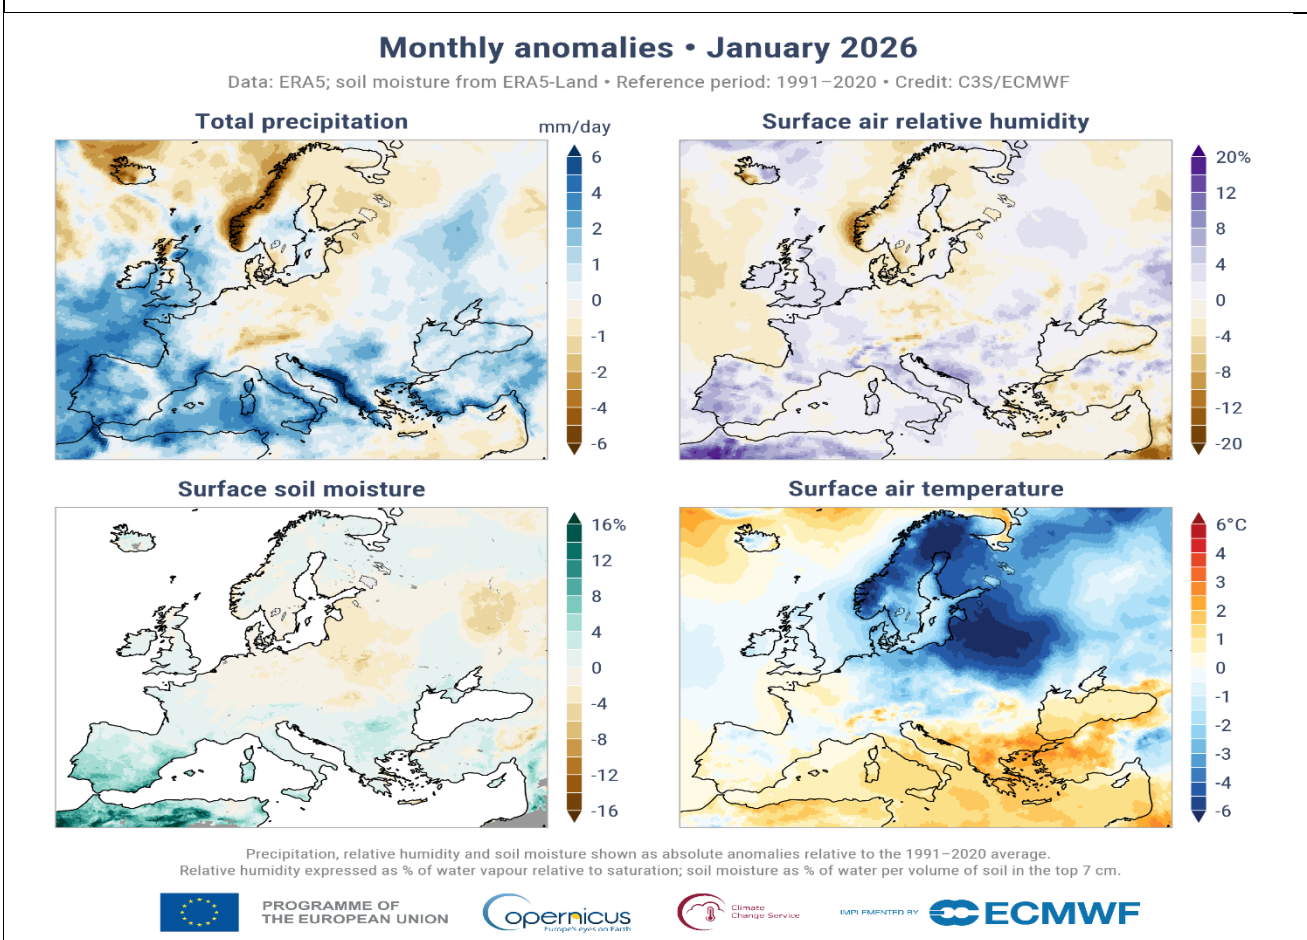 Monthly anomalies • January 2026
Data: ERA5; soil moisture from ERA5-Land • Reference period: 1991–2020 • Credit: C3S/ECMWF
Total precipitation
mm/day
6
4
2
1
0
-1
-2
-4
-6
Surface air relative humidity
20%
12
8
4
0
-4
-8
-12
-20
Surface soil moisture
16%
12
8
4
0
-4
-8
-12
-16
Surface air temperature
6°C
4
3
2
1
0
-1
-2
-3
-4
-6
Precipitation, relative humidity and soil moisture shown as absolute anomalies relative to the 1991–2020 average.
Relative humidity expressed as % of water vapour relative to saturation; soil moisture as % of water per volume of soil in the top 7 cm.
PROGRAMME OF
THE EUROPEAN UNION
Copernicus
Europe's eyes on Earth
Climate
Change Service
IMPLEMENTED BY
ECMWF